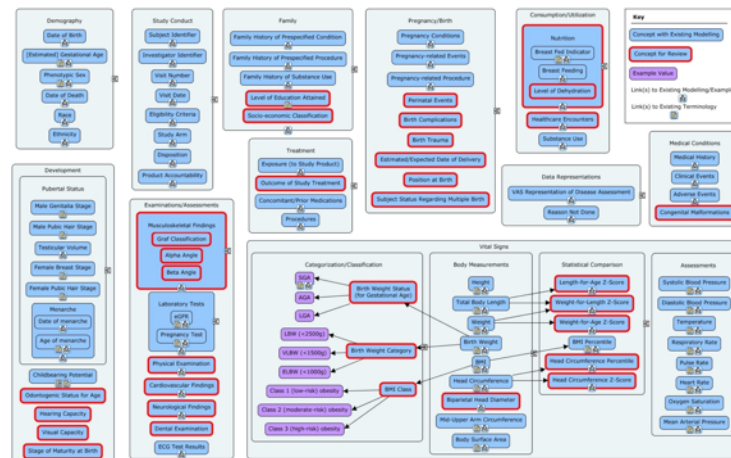 Demography
Date of Birth
(Estimated) Gestational Age
Phenotypic Sex
Date of Death
Race
Ethnicity
Study Conduct
Subject Identifier
Investigator Identifier
Visit Number
Visit Date
Eligibility Criteria
Study Arm
Disposition
Product Accountability
Family
Family History of Prespecified Condition
Family History of Prespecified Procedure
Family History of Substance Use
Level of Education Attained
Socio-economic Classification
Treatment
Exposure (to Study Product)
Outcome of Study Treatment
Concomitant/Prior Medications
Procedures
Pregnancy/Birth
Pregnancy Conditions
Pregnancy-related Events
Pregnancy-related Procedure
Perinatal Events
Birth Complications
Birth Trauma
Estimated/Expected Date of Delivery
Position at Birth
Subject Status Regarding Multiple Birth
Consumption/Utilization
Nutrition
Breast Fed Indicator
Breast Feeding
Level of Dehydration
Healthcare Encounters
Substance Use
Key
Concept with Existing Modelling
Concept for Review
Example Value
Link(s) to Existing Modelling/Example
Link(s) to Existing Terminology
Data Representations
VAS Representation of Disease Assessment
Reason Not Done
Medical Conditions
Medical History
Clinical Events
Adverse Events
Congenital Malformations
Development
Pubertal Status
Male Genitalia Stage
Male Pubic Hair Stage
Testicular Volume
Female Breast Stage
Female Pubic Hair Stage
Menarche
Date of menarche
Age of menarche
Childbearing Potential
Odontogenic Status for Age
Hearing Capacity
Visual Capacity
Stage of Maturity at Birth
Examinations/Assessments
Musculoskeletal Findings
Graf Classification
Alpha Angle
Beta Angle
Laboratory Tests
eGFR
Pregnancy Test
Physical Examination
Cardiovascular Findings
Neurological Findings
Dental Examination
ECG Test Results
Vital Signs
Categorization/Classification
SGA
AGA
LGA
Birth Weight Status
(for Gestational Age)
LBW (<2500g)
VLBW (<1500g)
ELBW (<1000g)
Birth Weight Category
Class 1 (low-risk) obesity
Class 2 (moderate-risk) obesity
Class 3 (high-risk) obesity
BMI Class
Body Measurements
Height
Total Body Length
Weight
Birth Weight
BMI
Head Circumference
Biparietal Head Diameter
Mid-Upper Arm Circumference
Body Surface Area
Statistical Comparison
Length-for-Age Z-Score
Weight-for-Length Z-Score
Weight-for-Age Z-Score
BMI Percentile
Head Circumference Percentile
Head Circumference Z-Score
Assessments
Systolic Blood Pressure
Diastolic Blood Pressure
Temperature
Respiratory Rate
Pulse Rate
Heart Rate
Oxygen Saturation
Mean Arterial Pressure